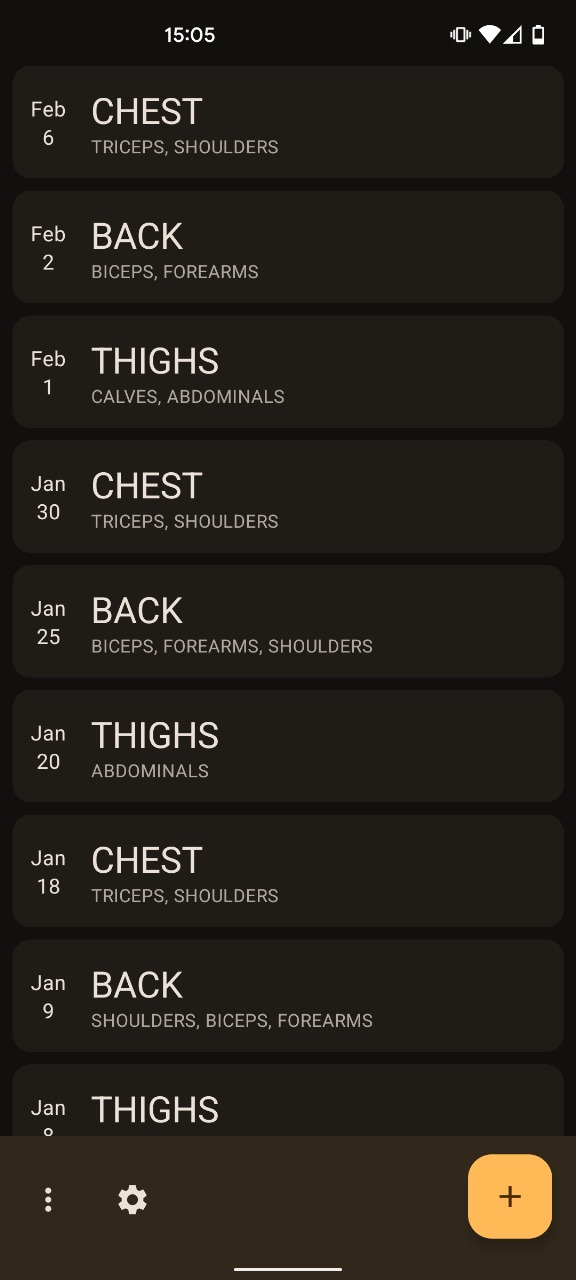 15:05
Feb
6
CHEST
TRICEPS, SHOULDERS
Feb
2
BACK
BICEPS, FOREARMS
Feb
1
THIGHS
CALVES, ABDOMINALS
Jan
30
CHEST
TRICEPS, SHOULDERS
Jan
25
BACK
BICEPS, FOREARMS, SHOULDERS
Jan
20
THIGHS
ABDOMINALS
Jan
18
CHEST
TRICEPS, SHOULDERS
Jan
9
BACK
SHOULDERS, BICEPS, FOREARMS
Jan
THIGHS